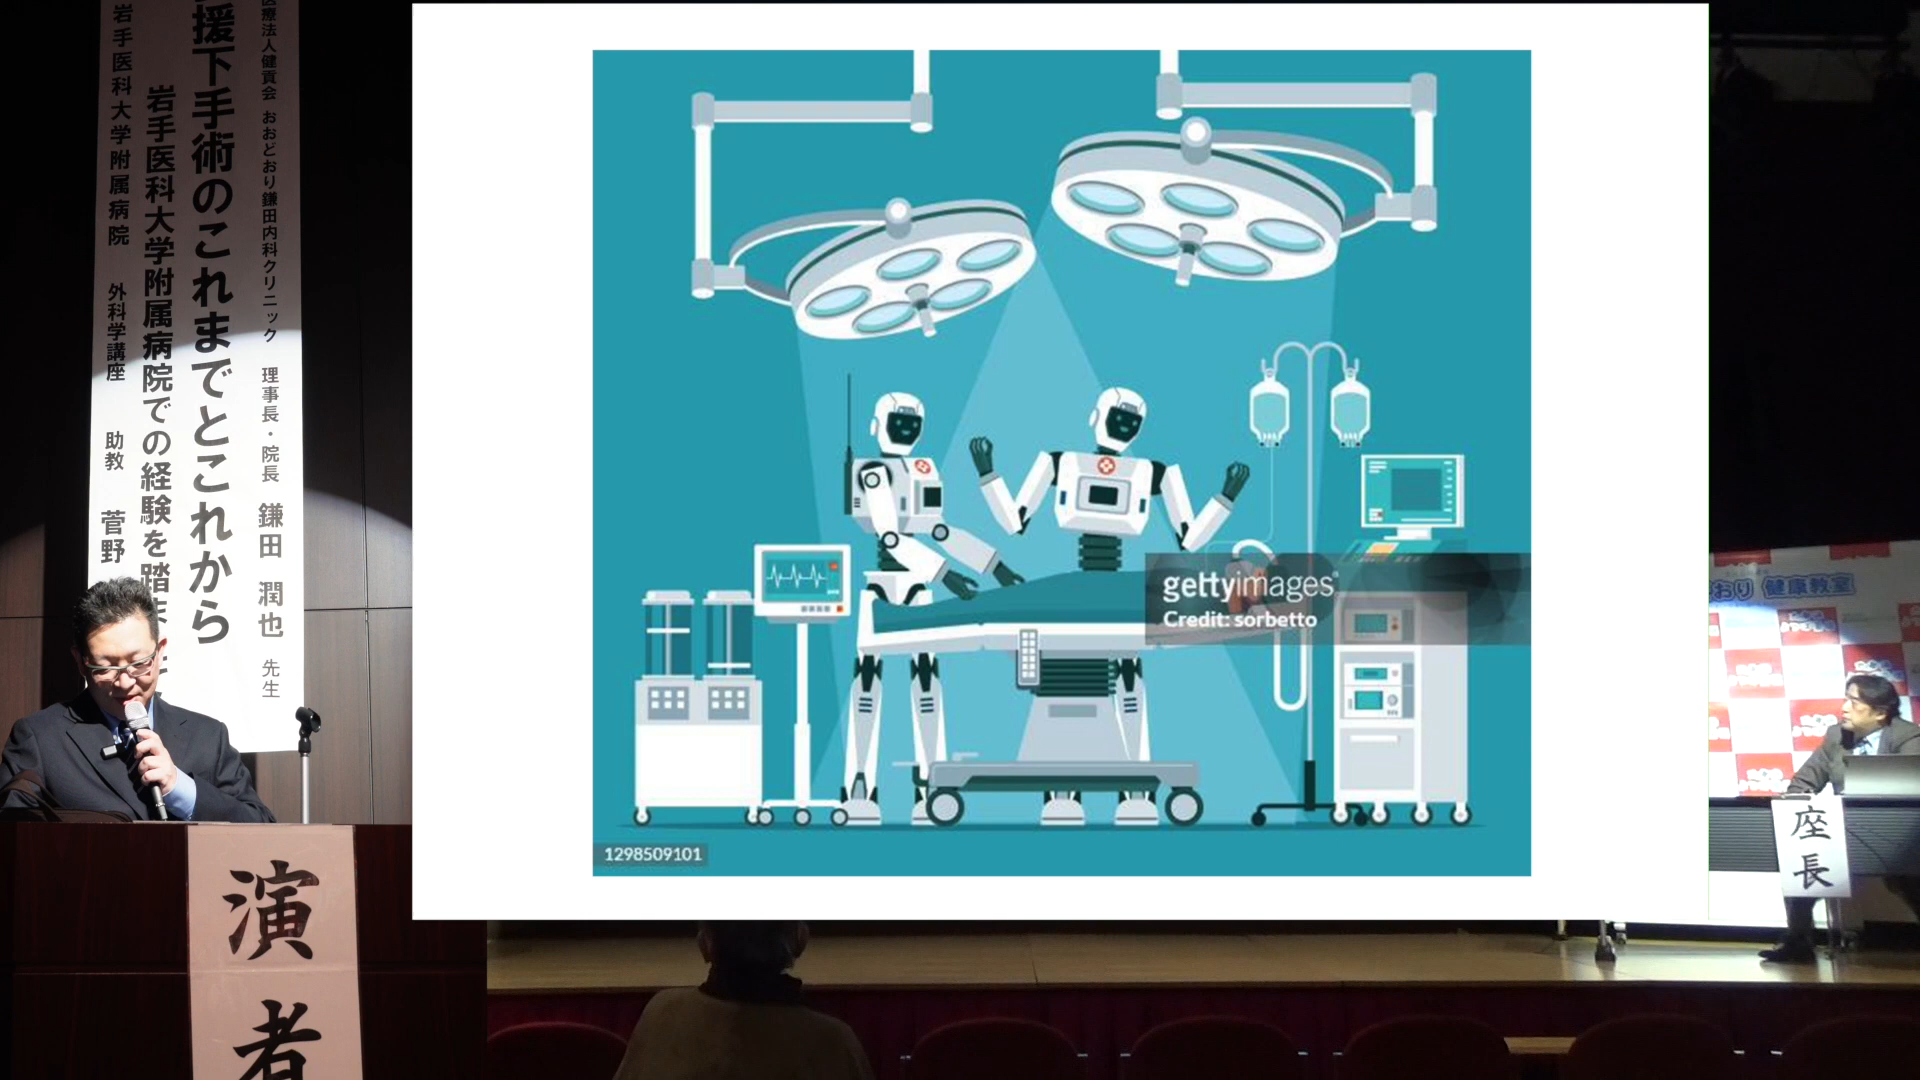 医療法人健貢会 おおどおり鎌田内科クリニック 理事長・院長 鎌田 潤也 先生
援下手術のこれまでとこれから
岩手医科大学附属病院での経験を踏ま
岩手医科大学附属病院 外科学講座 助教 菅野
演者
gettyimages
Credit: sorbetto
1298509101
おり 健康教室
座長